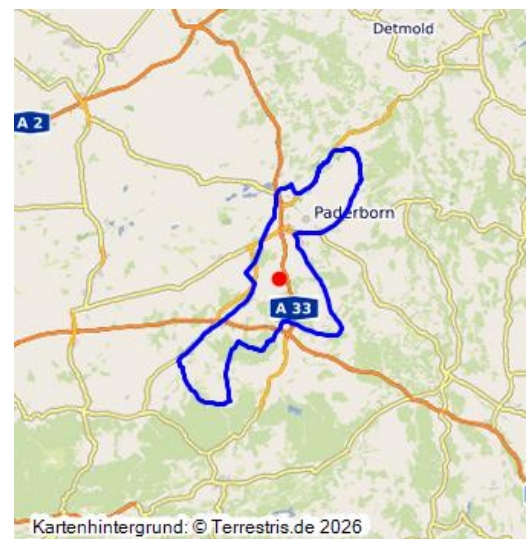 Detmold
A 2
Paderborn
A 33
Kartenhintergrund: © Terrestris.de 2026